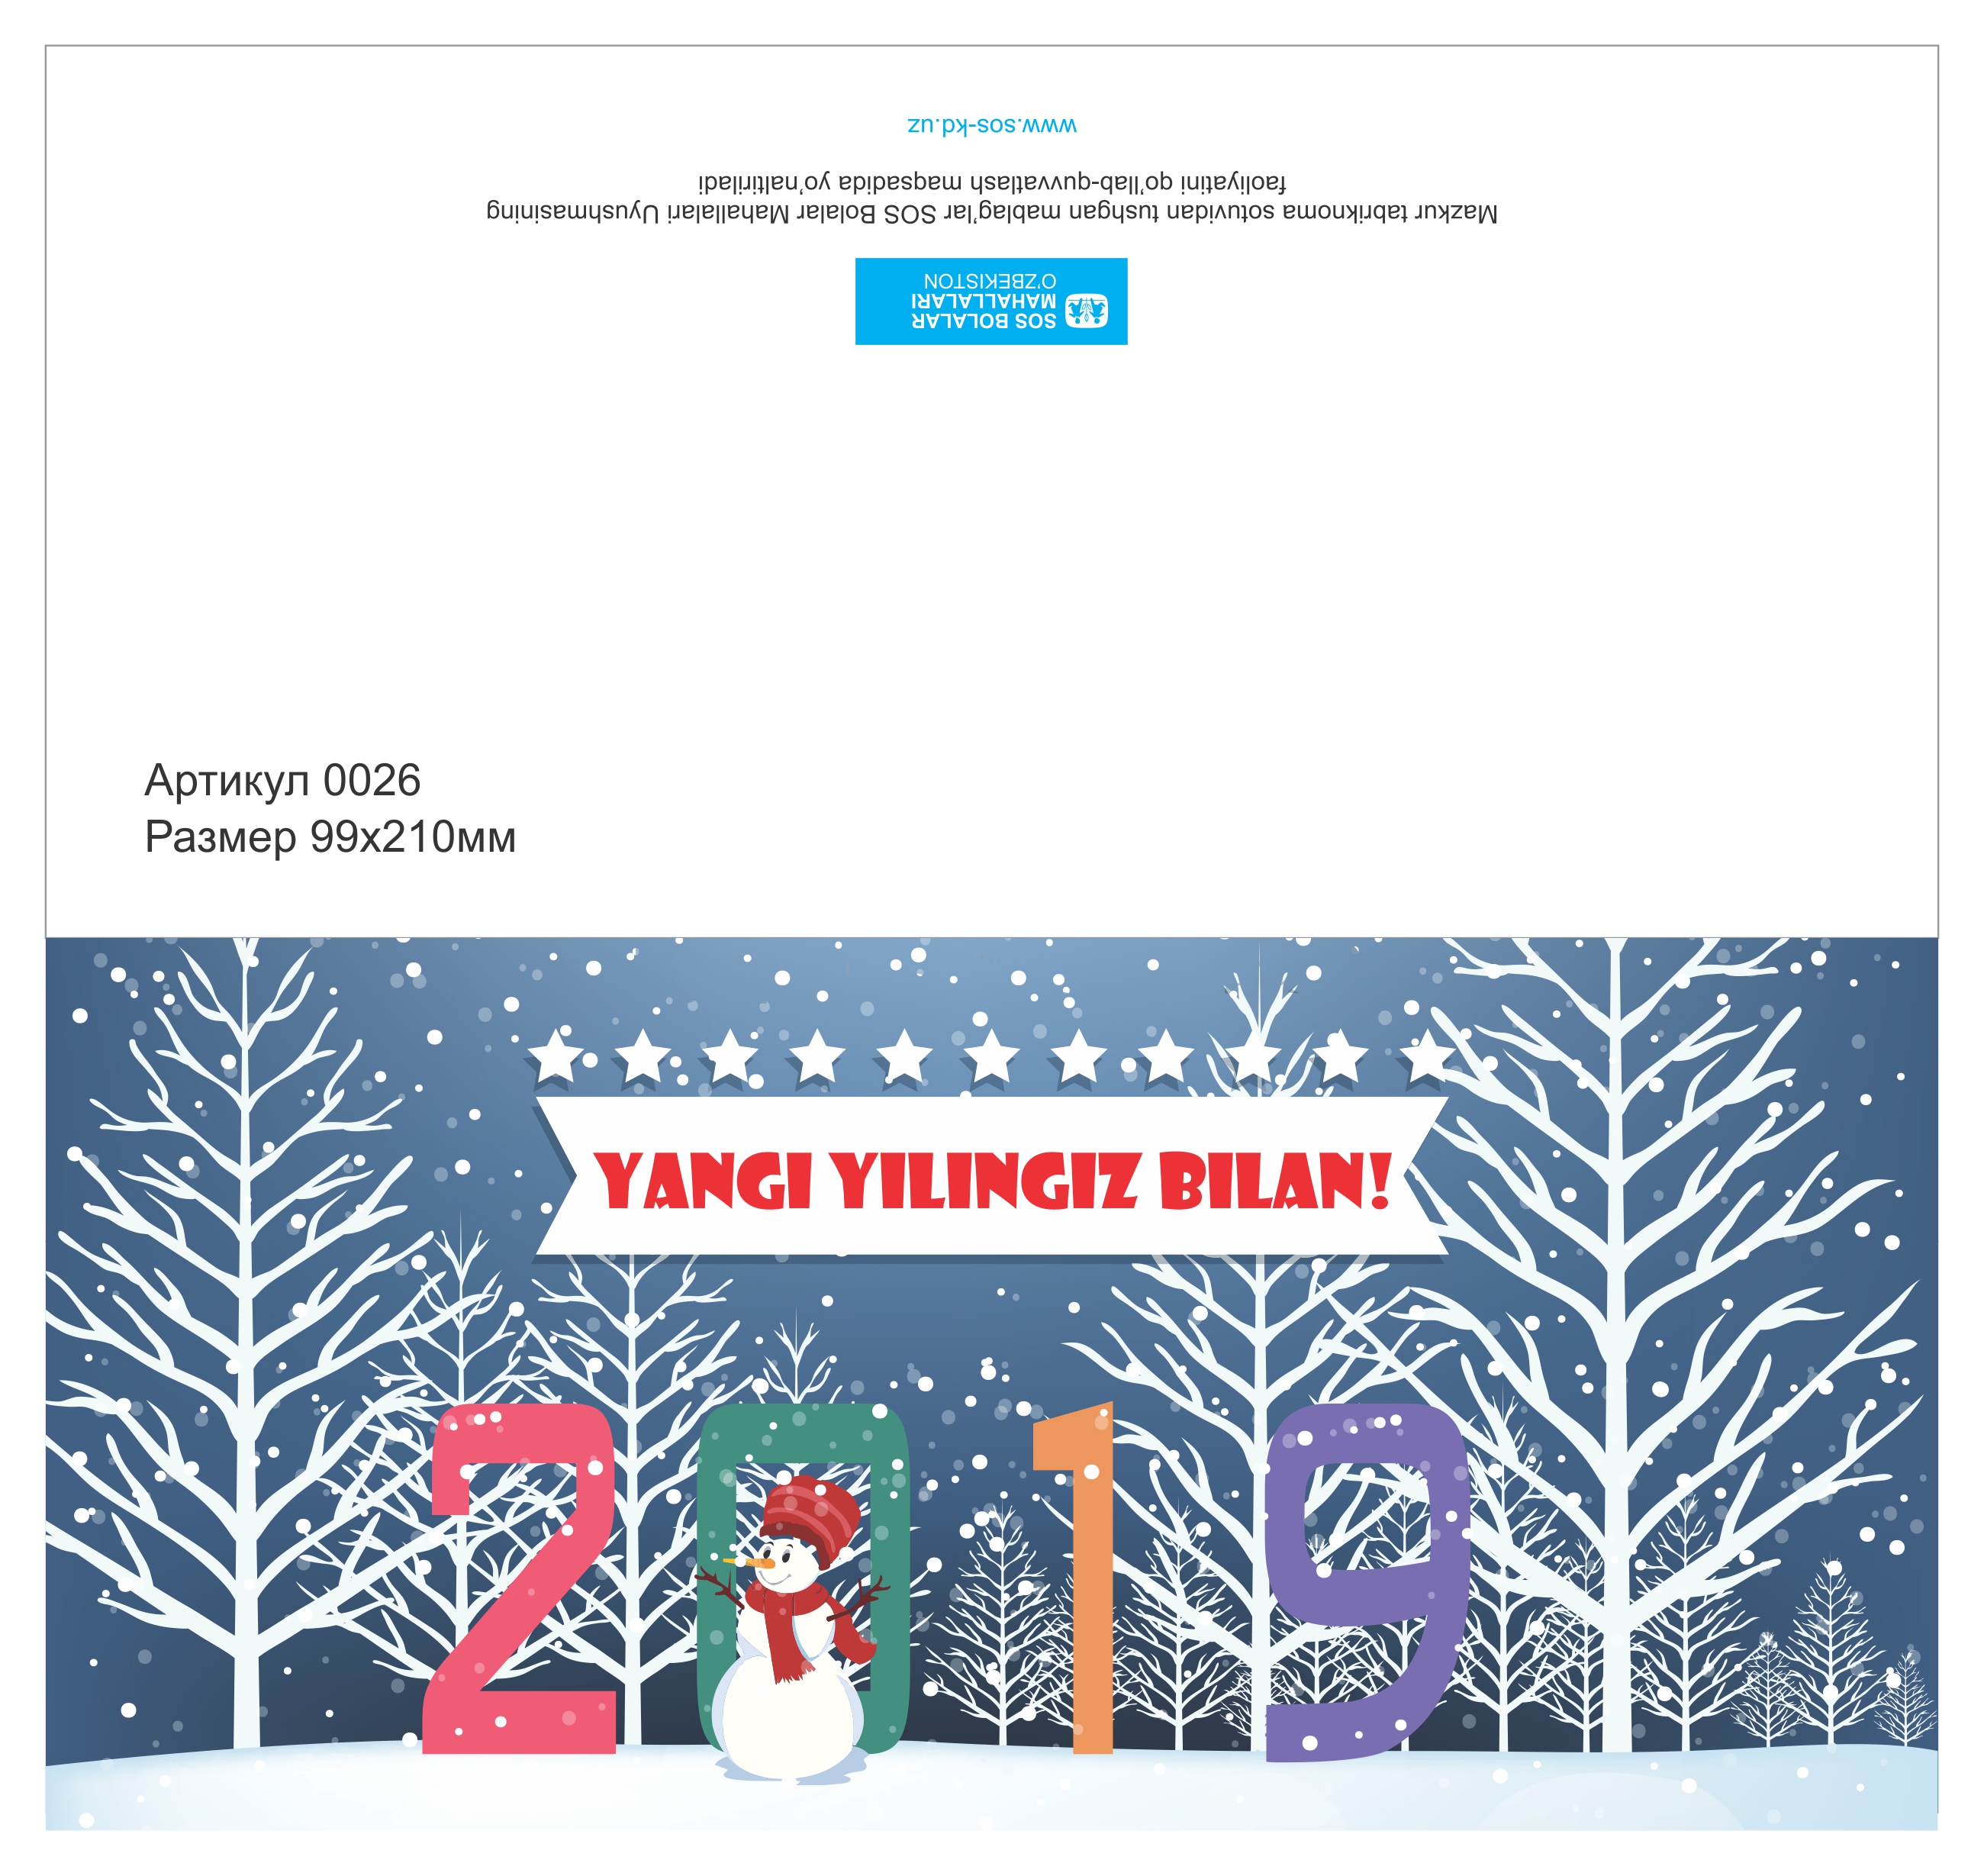 SOS BOLALAR
MAHALLALARI
O'ZBEKISTON
Mazkur tabriknoma sotuvidan tushgan mablag'lar SOS Bolalar Mahallalari Uyushmasining
faoliyatini qo'llab-quvvatlash maqsadida yo'naltiriladi
www.sos-kd.uz
Артикул 0026
Размер 99х210мм
YANGI YILINGIZ BILAN!
2019